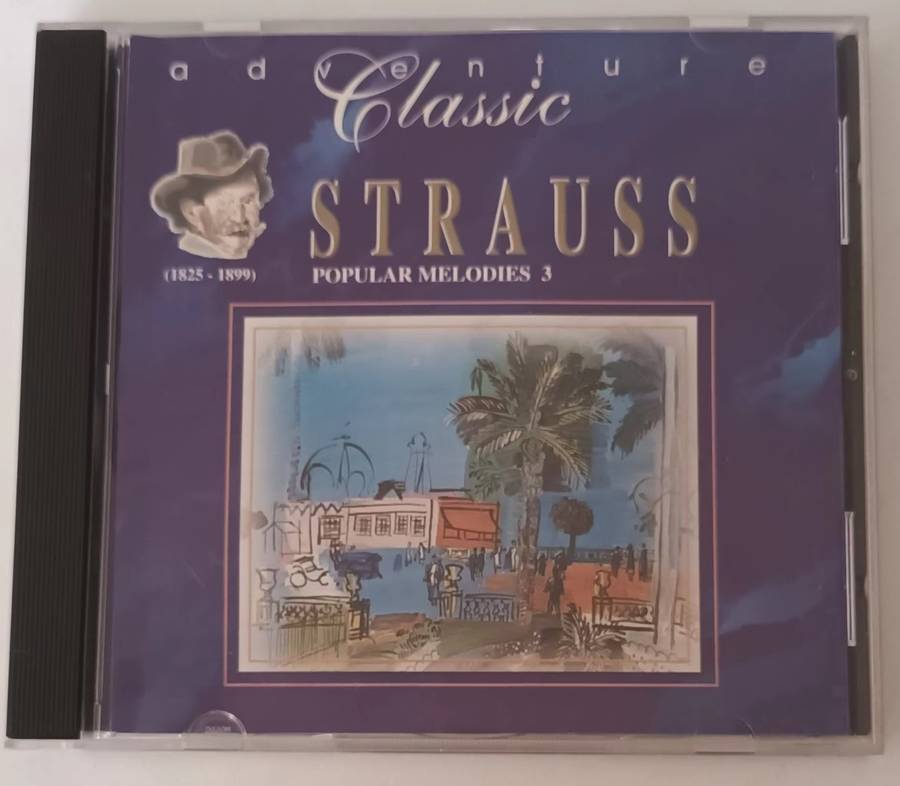 adventure
Classic
STRAUSS
(1825 - 1899)
POPULAR MELODIES 3